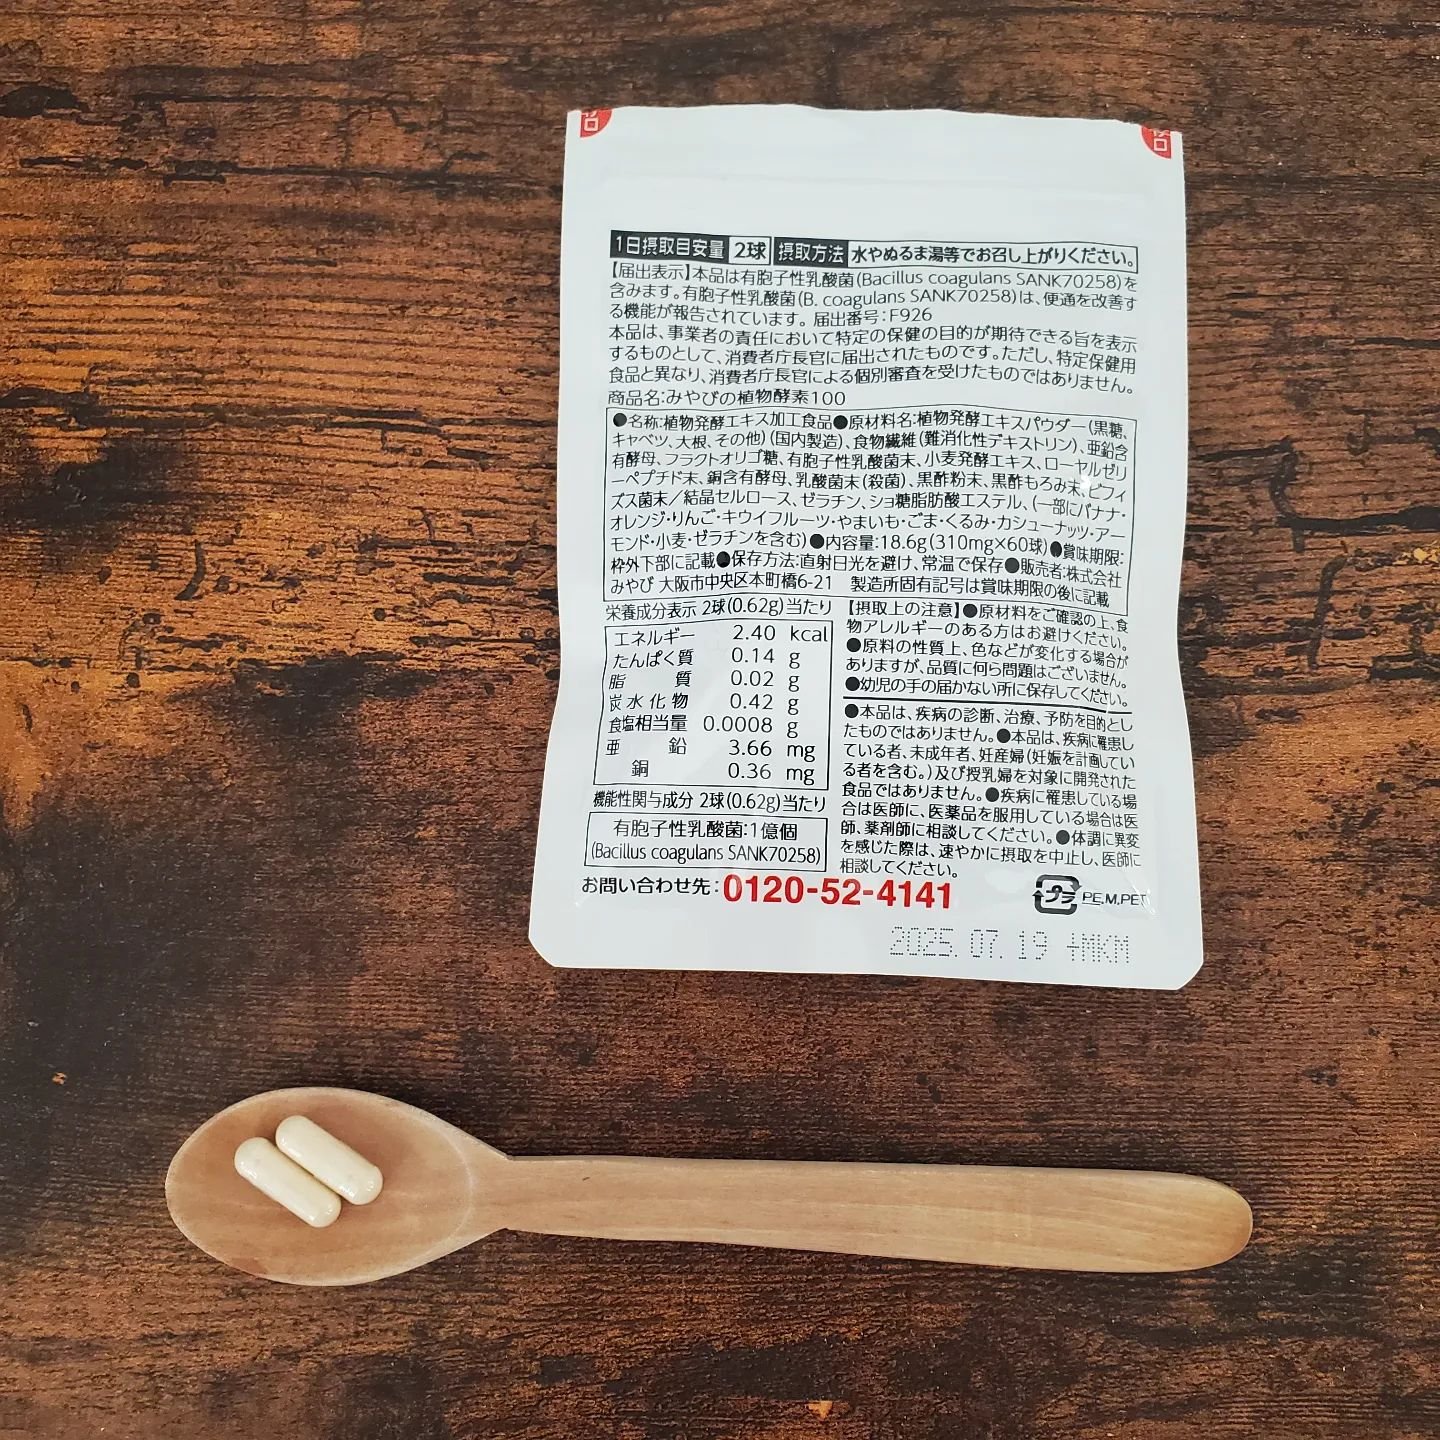 1日摂取目安量 2球 摂取方法 水やぬるま湯等でお召し上がりください。
【届出表示】本品は有胞子性乳酸菌(Bacillus coagulans SANK70258)を
含みます。有胞子性乳酸菌(B. coagulans SANK70258)は、便通を改善す
る機能が報告されています。届出番号:F926
本品は、事業者の責任において特定の保健の目的が期待できる旨を表示
するものとして、消費者庁長官に届出されたものです。ただし、特定保健用
食品と異なり、消費者庁長官による個別審査を受けたものではありません。
商品名:みやびの植物酵素100
●名称:植物発酵エキス加工食品●原材料名:植物発酵エキスパウダー(黒糖、
キャベツ、大根、その他)(国内製造)、食物繊維(難消化性デキストリン)、亜鉛含
有酵母、フラクトオリゴ糖、有胞子性乳酸菌末、小麦発酵エキス、ローヤルゼリ
ーペプチド末、銅含有酵母、乳酸菌末(殺菌)、黒酢粉末、黒酢もろみ末、ビフィ
ズス菌末/結晶セルロース、ゼラチン、ショ糖脂肪酸エステル、(一部にバナナ・
オレンジ・りんご・キウイフルーツ・やまいも・ごま・くるみ・カシューナッツ・アー
モンド・小麦・ゼラチンを含む)●内容量:18.6g(310mg×60球)●賞味期限:
枠外下部に記載●保存方法:直射日光を避け、常温で保存●販売者:株式会社
みやび 大阪市中央区本町橋6-21 製造所固有記号は賞味期限の後に記載
栄養成分表示 2球(0.62g)当たり
エネルギー 2.40 kcal
たんぱく質 0.14 g
脂質 0.02 g
炭水化物 0.42 g
食塩相当量 0.0008 g
亜鉛 3.66 mg
銅 0.36 mg
機能性関与成分 2球(0.62g)当たり
有胞子性乳酸菌:1億個
(Bacillus coagulans SANK70258)
【摂取上の注意】●原材料をご確認の上、食
物アレルギーのある方はお避けください。
●原料の性質上、色などが変化する場合が
ありますが、品質に何ら問題はございません。
●幼児の手の届かない所に保存してください。
●本品は、疾病の診断、治療、予防を目的とし
たものではありません。●本品は、疾病に罹患し
ている者、未成年者、妊産婦(妊娠を計画してい
る者を含む。)及び授乳婦を対象に開発された
食品ではありません。●疾病に罹患している場
合は医師に、医薬品を服用している場合は医
師、薬剤師に相談してください。●体調に異変
を感じた際は、速やかに摂取を中止し、医師に
相談してください。
お問い合わせ先:0120-52-4141
プラ PE,M,PET
2025.07.19 +MKM